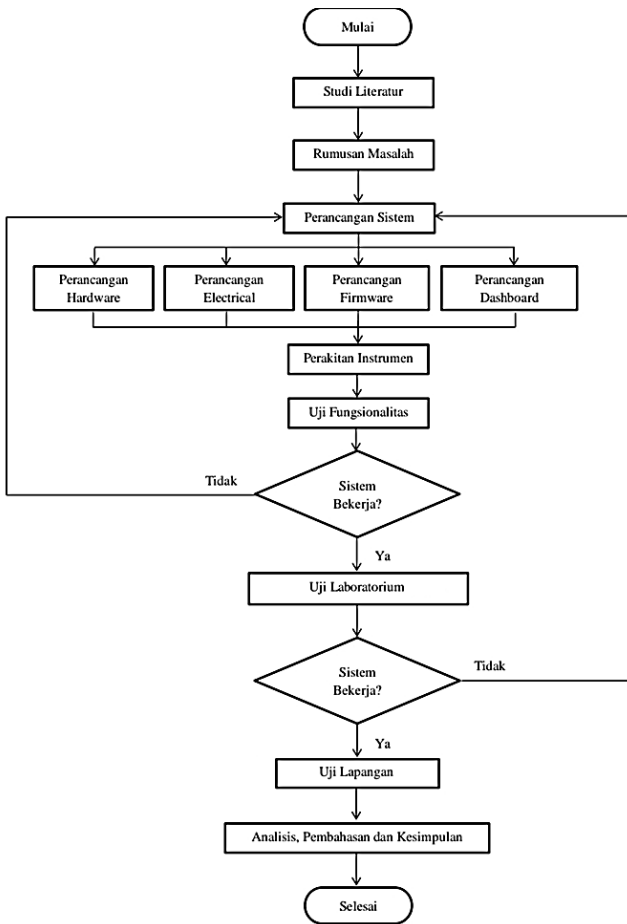 Mulai
Studi Literatur
Rumusan Masalah
Perancangan Sistem
Perancangan
Hardware
Perancangan
Electrical
Perancangan
Firmware
Perancangan
Dashboard
Perakitan Instrumen
Uji Fungsionalitas
Tidak
Sistem
Bekerja?
Ya
Uji Laboratorium
Sistem
Bekerja?
Tidak
Ya
Uji Lapangan
Analisis, Pembahasan dan Kesimpulan
Selesai